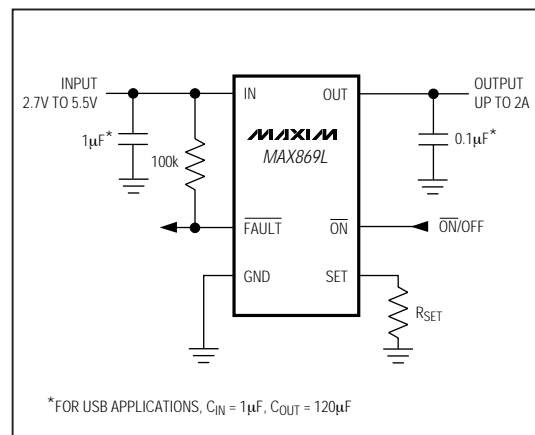 INPUT
2.7V TO 5.5V
IN
OUT
OUTPUT
UP TO 2A
1µF*
100k
MAXIM
MAX869L
0.1µF*
FAULT
ON
ON/OFF
GND
SET
RSET
*FOR USB APPLICATIONS, CIN = 1µF, COUT = 120µF